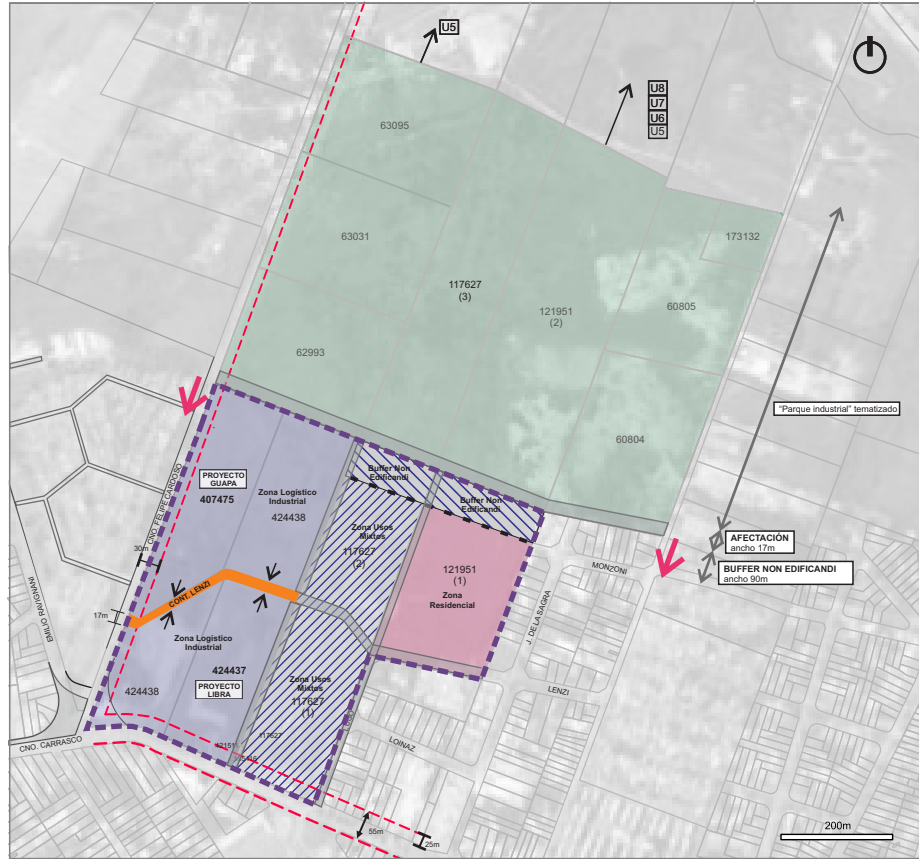 U5
U8
U7
U6
U5
63095
173132
63031
117627
(3)
121951
(2)
60805
62993
"Parque industrial" tematizado
60804
CNO. FELIPE CARDOSO
PROYECTO
GUAPA
407475
Zona Logístico
Industrial
424438
Buffer Non
Edificandi
Buffer Non
Edificandi
Zona Usos
Mixtos
117627
(2)
AFECTACIÓN
ancho 17m
BUFFER NON EDIFICANDI
ancho 90m
30m
MONZONI
121951
(1)
Zona
Residencial
EMILIO RAVIGNANI
CONT. LENZI
17m
J. DE LA SAGRA
Zona Logístico
Industrial
424437
PROYECTO
LIBRA
424438
Zona Usos
Mixtos
117627
(1)
LENZI
LOINAZ
CNO. CARRASCO
117627
55m
25m
200m